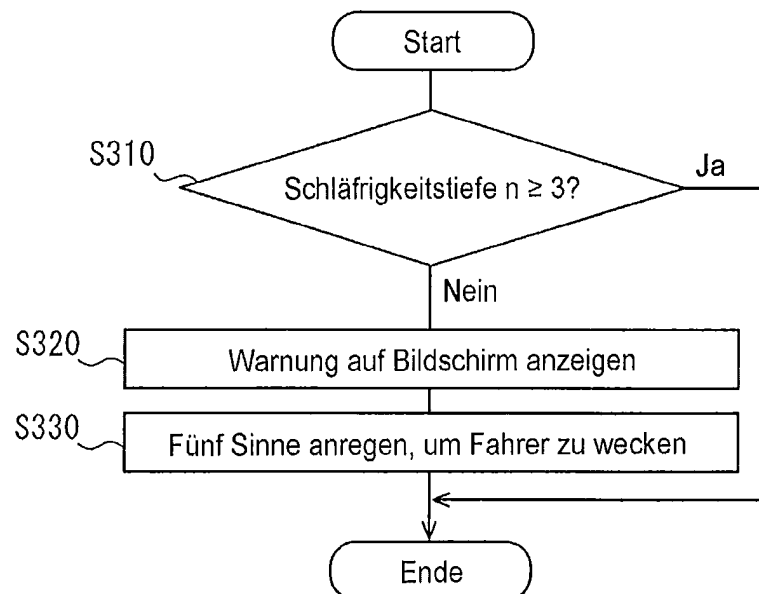 Start
S310
Schläfrigkeitstiefe n ≥ 3?
Ja
Nein
S320
Warnung auf Bildschirm anzeigen
S330
Fünf Sinne anregen, um Fahrer zu wecken
Ende